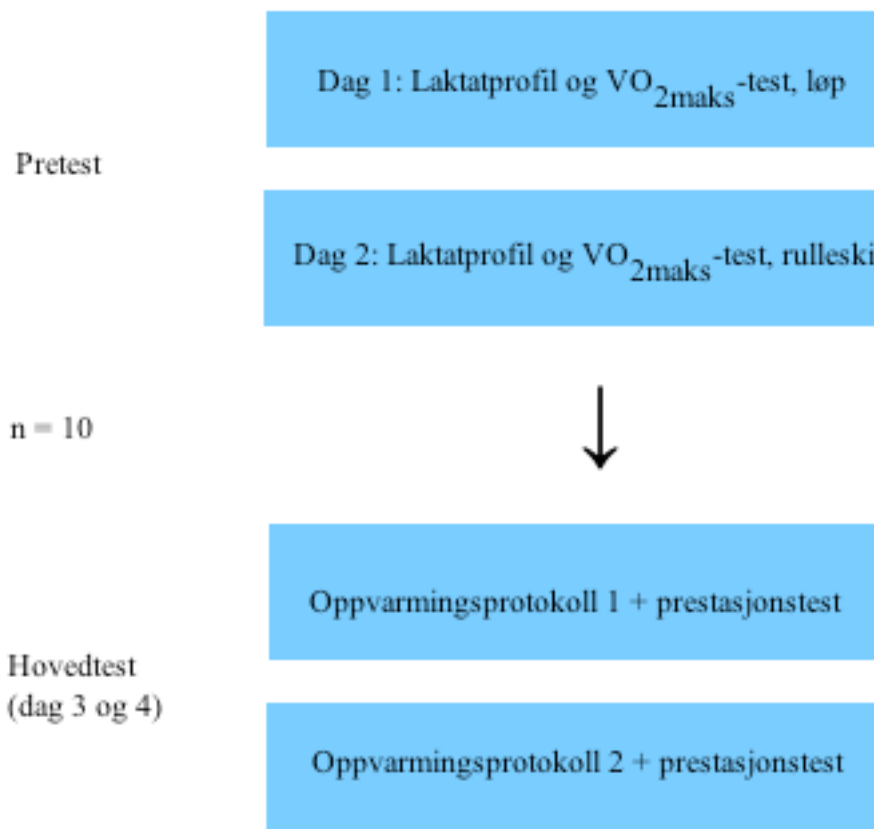 Dag 1: Laktatprofil og VO2maks-test, løp
Pretest
Dag 2: Laktatprofil og VO2maks-test, rulleski
n = 10
Oppvarmingsprotokoll 1 + prestasjonstest
Hovedtest
(dag 3 og 4)
Oppvarmingsprotokoll 2 + prestasjonstest